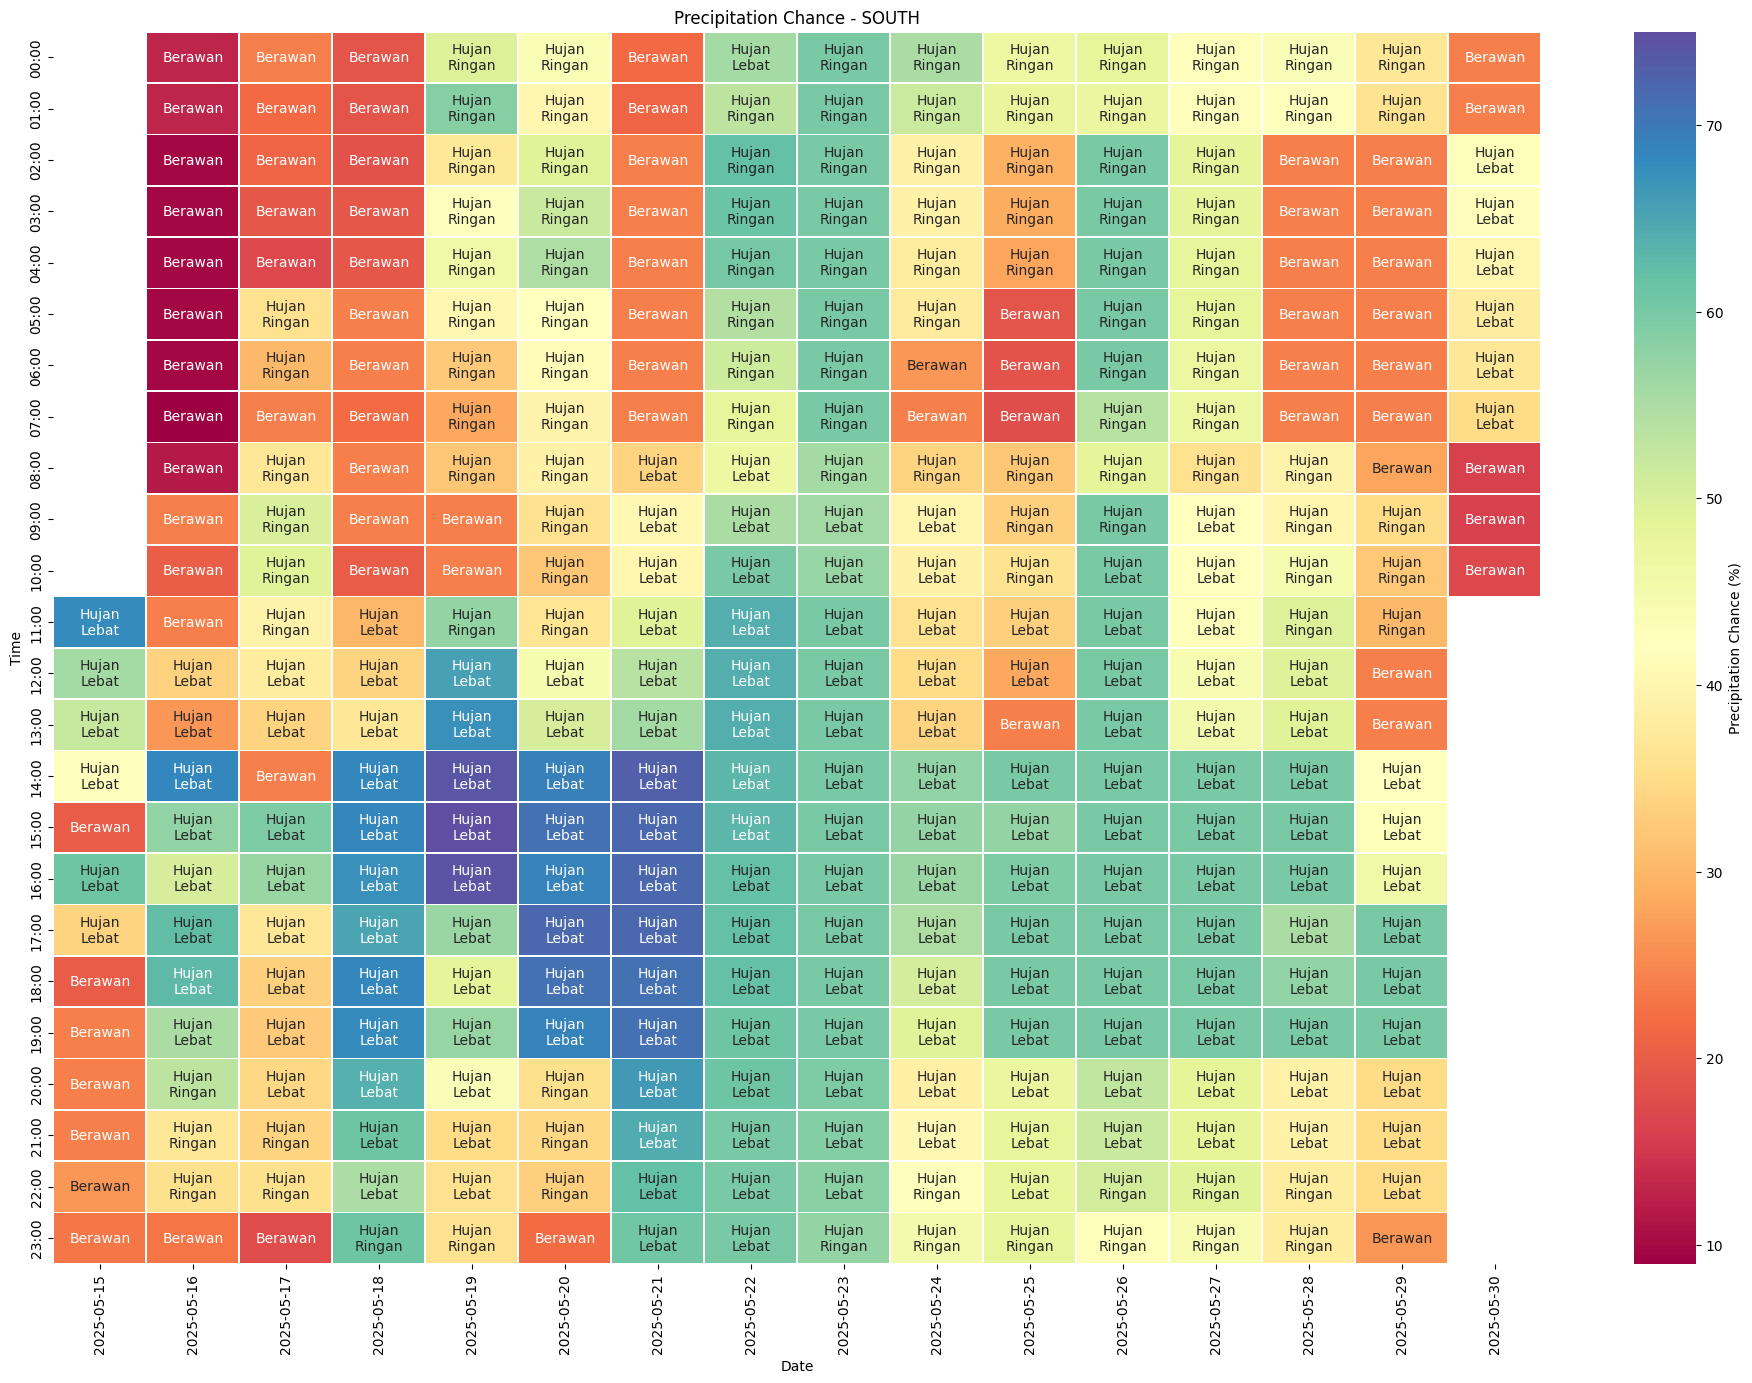 Precipitation Chance - SOUTH
00:00 Berawan Berawan Berawan Hujan Ringan Hujan Ringan Berawan Hujan Lebat Hujan Ringan Hujan Ringan Hujan Ringan Hujan Ringan Hujan Ringan Hujan Ringan Hujan Ringan Berawan
01:00 Berawan Berawan Berawan Hujan Ringan Hujan Ringan Berawan Hujan Ringan Hujan Ringan Hujan Ringan Hujan Ringan Hujan Ringan Hujan Ringan Hujan Ringan Hujan Ringan Berawan
02:00 Berawan Berawan Berawan Hujan Ringan Hujan Ringan Berawan Hujan Ringan Hujan Ringan Hujan Ringan Hujan Ringan Hujan Ringan Hujan Ringan Berawan Berawan Hujan Lebat
03:00 Berawan Berawan Berawan Hujan Ringan Hujan Ringan Berawan Hujan Ringan Hujan Ringan Hujan Ringan Hujan Ringan Hujan Ringan Hujan Ringan Berawan Berawan Hujan Lebat
04:00 Berawan Berawan Berawan Hujan Ringan Hujan Ringan Berawan Hujan Ringan Hujan Ringan Hujan Ringan Hujan Ringan Hujan Ringan Hujan Ringan Berawan Berawan Hujan Lebat
05:00 Berawan Hujan Ringan Berawan Hujan Ringan Hujan Ringan Berawan Hujan Ringan Hujan Ringan Hujan Ringan Berawan Hujan Ringan Hujan Ringan Berawan Berawan Hujan Lebat
06:00 Berawan Hujan Ringan Berawan Hujan Ringan Hujan Ringan Berawan Hujan Ringan Hujan Ringan Berawan Berawan Hujan Ringan Hujan Ringan Berawan Berawan Hujan Lebat
07:00 Berawan Berawan Berawan Hujan Ringan Hujan Ringan Berawan Hujan Ringan Hujan Ringan Berawan Berawan Hujan Ringan Hujan Ringan Berawan Berawan Hujan Lebat
08:00 Berawan Hujan Ringan Berawan Hujan Ringan Hujan Ringan Hujan Lebat Hujan Lebat Hujan Ringan Hujan Ringan Hujan Ringan Hujan Ringan Hujan Ringan Hujan Ringan Berawan Berawan
09:00 Berawan Hujan Ringan Berawan Berawan Hujan Ringan Hujan Lebat Hujan Lebat Hujan Lebat Hujan Lebat Hujan Ringan Hujan Ringan Hujan Lebat Hujan Ringan Hujan Ringan Berawan
10:00 Berawan Hujan Ringan Berawan Berawan Hujan Ringan Hujan Lebat Hujan Lebat Hujan Lebat Hujan Lebat Hujan Ringan Hujan Lebat Hujan Lebat Hujan Ringan Hujan Ringan Berawan
11:00 Hujan Lebat Berawan Hujan Ringan Hujan Lebat Hujan Ringan Hujan Ringan Hujan Lebat Hujan Lebat Hujan Lebat Hujan Lebat Hujan Lebat Hujan Lebat Hujan Lebat Hujan Ringan Hujan Ringan
12:00 Hujan Lebat Hujan Lebat Hujan Lebat Hujan Lebat Hujan Lebat Hujan Lebat Hujan Lebat Hujan Lebat Hujan Lebat Hujan Lebat Hujan Lebat Hujan Lebat Hujan Lebat Hujan Lebat Berawan
13:00 Hujan Lebat Hujan Lebat Hujan Lebat Hujan Lebat Hujan Lebat Hujan Lebat Hujan Lebat Hujan Lebat Hujan Lebat Hujan Lebat Berawan Hujan Lebat Hujan Lebat Hujan Lebat Berawan
14:00 Hujan Lebat Hujan Lebat Berawan Hujan Lebat Hujan Lebat Hujan Lebat Hujan Lebat Hujan Lebat Hujan Lebat Hujan Lebat Hujan Lebat Hujan Lebat Hujan Lebat Hujan Lebat Hujan Lebat
15:00 Berawan Hujan Lebat Hujan Lebat Hujan Lebat Hujan Lebat Hujan Lebat Hujan Lebat Hujan Lebat Hujan Lebat Hujan Lebat Hujan Lebat Hujan Lebat Hujan Lebat Hujan Lebat Hujan Lebat
16:00 Hujan Lebat Hujan Lebat Hujan Lebat Hujan Lebat Hujan Lebat Hujan Lebat Hujan Lebat Hujan Lebat Hujan Lebat Hujan Lebat Hujan Lebat Hujan Lebat Hujan Lebat Hujan Lebat Hujan Lebat
17:00 Hujan Lebat Hujan Lebat Hujan Lebat Hujan Lebat Hujan Lebat Hujan Lebat Hujan Lebat Hujan Lebat Hujan Lebat Hujan Lebat Hujan Lebat Hujan Lebat Hujan Lebat Hujan Lebat Hujan Lebat
18:00 Berawan Hujan Lebat Hujan Lebat Hujan Lebat Hujan Lebat Hujan Lebat Hujan Lebat Hujan Lebat Hujan Lebat Hujan Lebat Hujan Lebat Hujan Lebat Hujan Lebat Hujan Lebat Hujan Lebat
19:00 Berawan Hujan Lebat Hujan Lebat Hujan Lebat Hujan Lebat Hujan Lebat Hujan Lebat Hujan Lebat Hujan Lebat Hujan Lebat Hujan Lebat Hujan Lebat Hujan Lebat Hujan Lebat Hujan Lebat
20:00 Berawan Hujan Ringan Hujan Lebat Hujan Lebat Hujan Lebat Hujan Ringan Hujan Lebat Hujan Lebat Hujan Lebat Hujan Lebat Hujan Lebat Hujan Lebat Hujan Lebat Hujan Lebat Hujan Lebat
21:00 Berawan Hujan Ringan Hujan Ringan Hujan Lebat Hujan Lebat Hujan Ringan Hujan Lebat Hujan Lebat Hujan Lebat Hujan Lebat Hujan Lebat Hujan Lebat Hujan Lebat Hujan Lebat Hujan Lebat
22:00 Berawan Hujan Ringan Hujan Ringan Hujan Lebat Hujan Lebat Hujan Ringan Hujan Lebat Hujan Lebat Hujan Lebat Hujan Ringan Hujan Lebat Hujan Ringan Hujan Ringan Hujan Ringan Hujan Lebat
23:00 Berawan Berawan Berawan Hujan Ringan Hujan Ringan Berawan Hujan Lebat Hujan Lebat Hujan Ringan Hujan Ringan Hujan Ringan Hujan Ringan Hujan Ringan Hujan Ringan Berawan
Time
2025-05-15 2025-05-16 2025-05-17 2025-05-18 2025-05-19 2025-05-20 2025-05-21 2025-05-22 2025-05-23 2025-05-24 2025-05-25 2025-05-26 2025-05-27 2025-05-28 2025-05-29 2025-05-30
Date
70
60
50
40
30
20
10
Precipitation Chance (%)